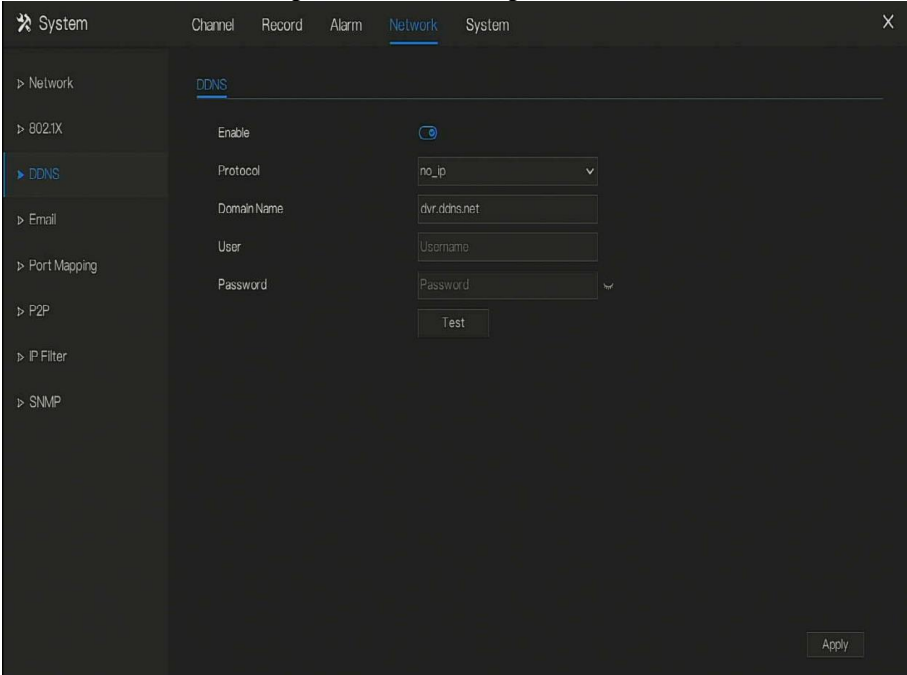 System
Channel Record Alarm Network System X
Network
802.1X
DDNS
Email
Port Mapping
P2P
IP Filter
SNMP
DDNS
Enable
Protocol no_ip
Domain Name dvr.ddns.net
User Username
Password Password
Test
Apply